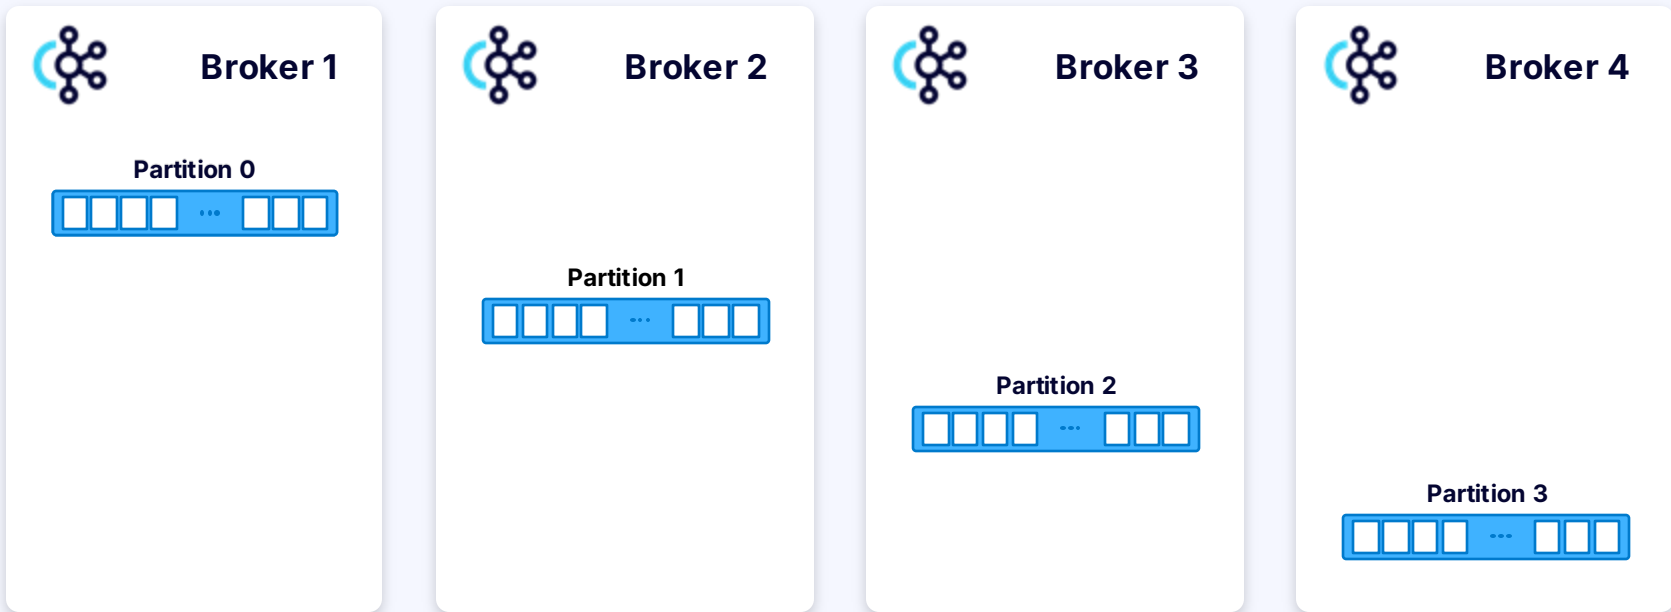 Broker 1
Partition 0
Broker 2
Partition 1
Broker 3
Partition 2
Broker 4
Partition 3